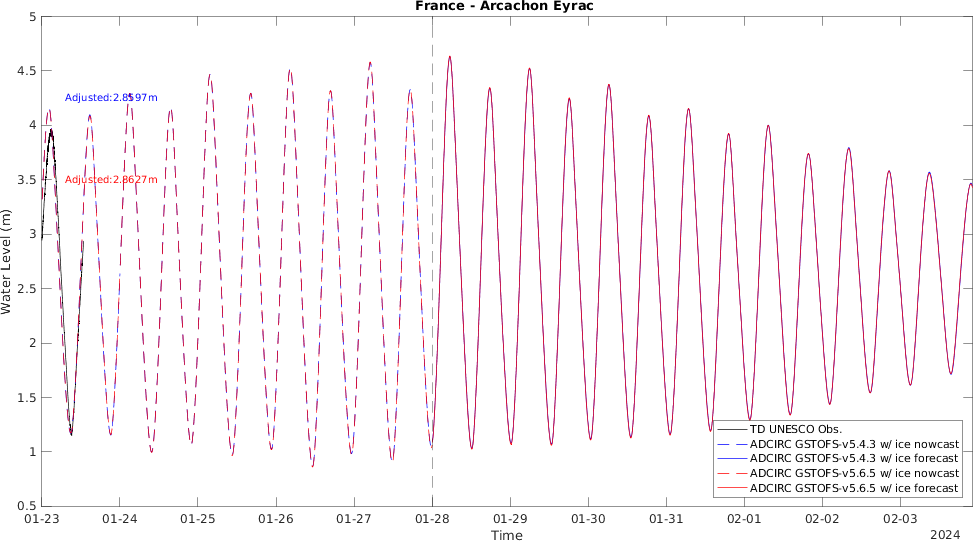 France - Arcachon Eyrac
5
4.5
4
3.5
3
2.5
2
1.5
1
0.5
Water Level (m)
Adjusted:2.8597m
Adjusted:2.8627m
TD UNESCO Obs.
ADCIRC GSTOFS-v5.4.3 w/ ice nowcast
ADCIRC GSTOFS-v5.4.3 w/ ice forecast
ADCIRC GSTOFS-v5.6.5 w/ ice nowcast
ADCIRC GSTOFS-v5.6.5 w/ ice forecast
01-23 01-24 01-25 01-26 01-27 01-28 01-29 01-30 01-31 02-01 02-02 02-03
Time
2024